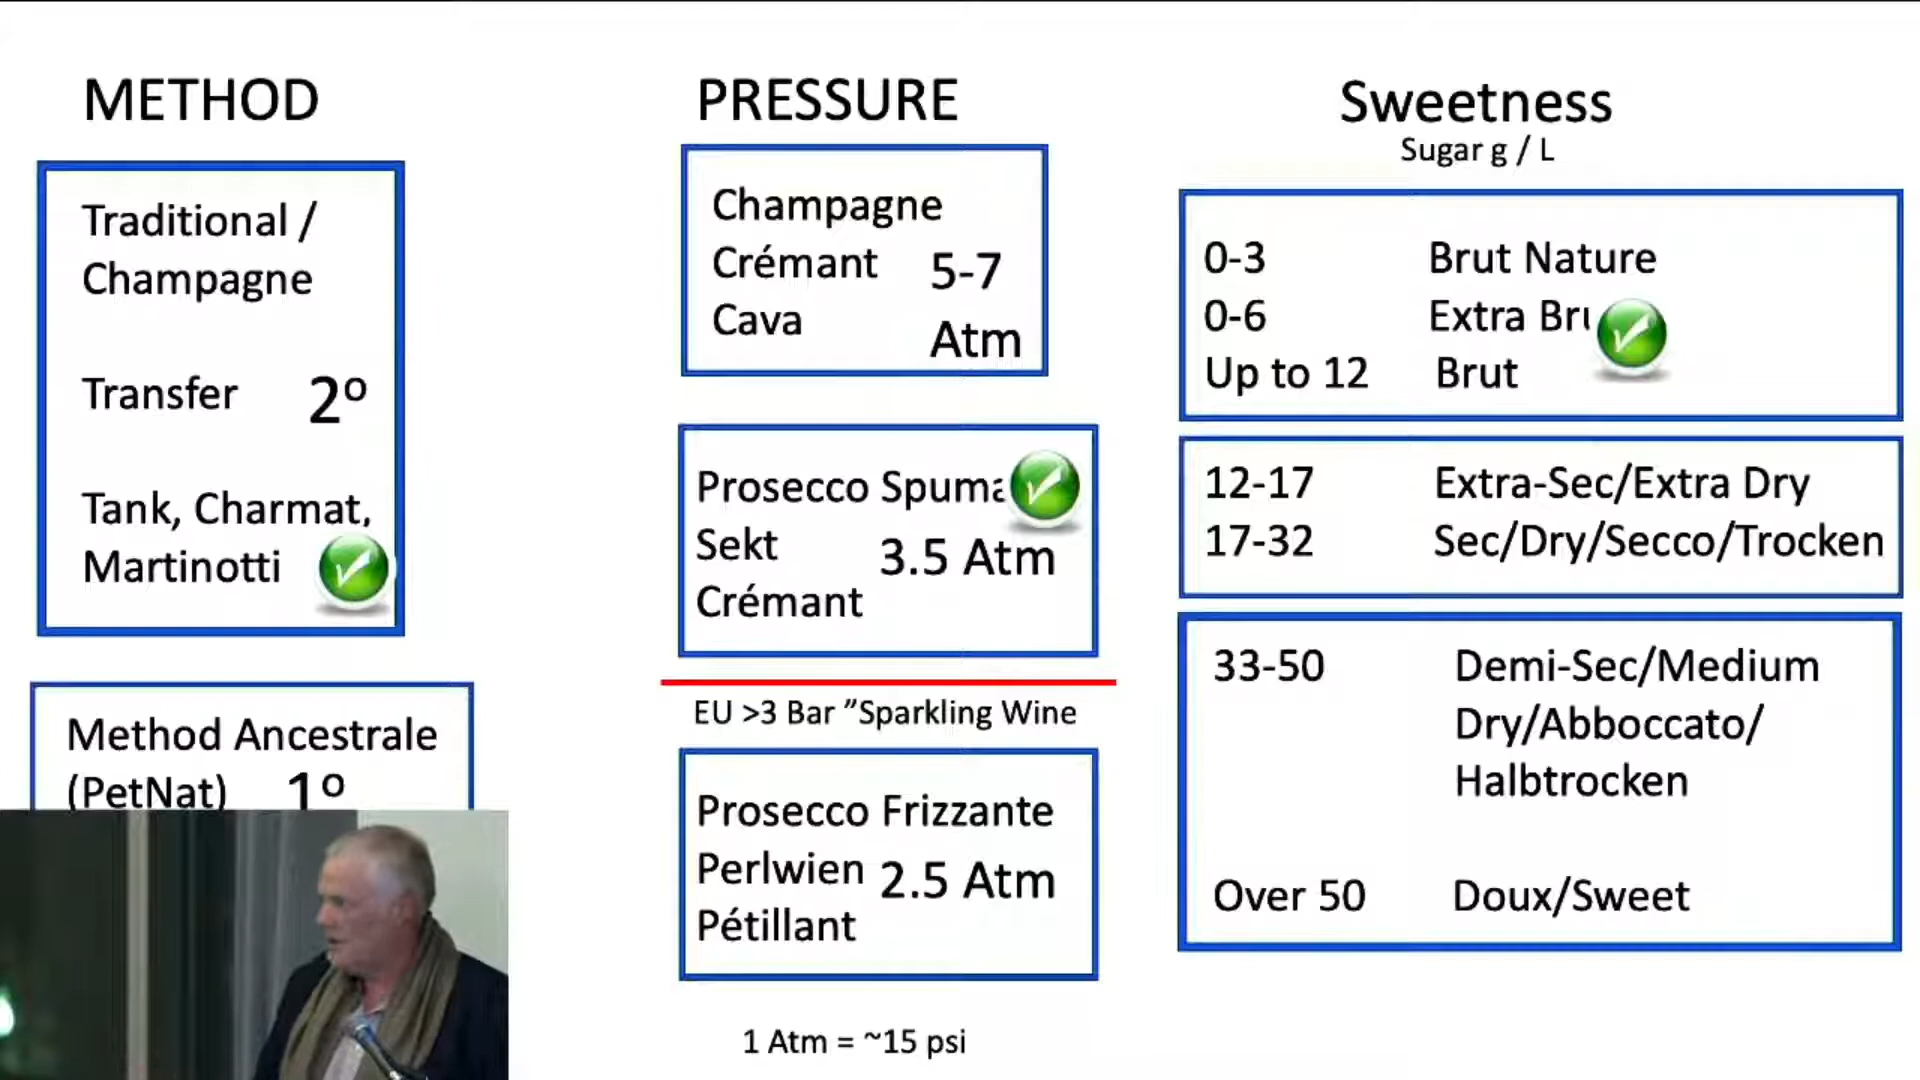 METHOD
Traditional /
Champagne
Transfer 2º
Tank, Charmat,
Martinotti
Method Ancestrale
(PetNat) 1º
PRESSURE
Champagne
Crémant 5-7
Cava Atm
Prosecco
Sekt 3.5 Atm
Crémant
EU >3 Bar ”Sparkling Wine
Prosecco Frizzante
Perlwien 2.5 Atm
Pétillant
1 Atm = ~15 psi
Sweetness
Sugar g / L
0-3 Brut Nature
0-6 Extra
Up to 12 Brut
12-17 Extra-Sec/Extra Dry
17-32 Sec/Dry/Secco/Trocken
33-50 Demi-Sec/Medium
Dry/Abboccato/
Halbtrocken
Over 50 Doux/Sweet